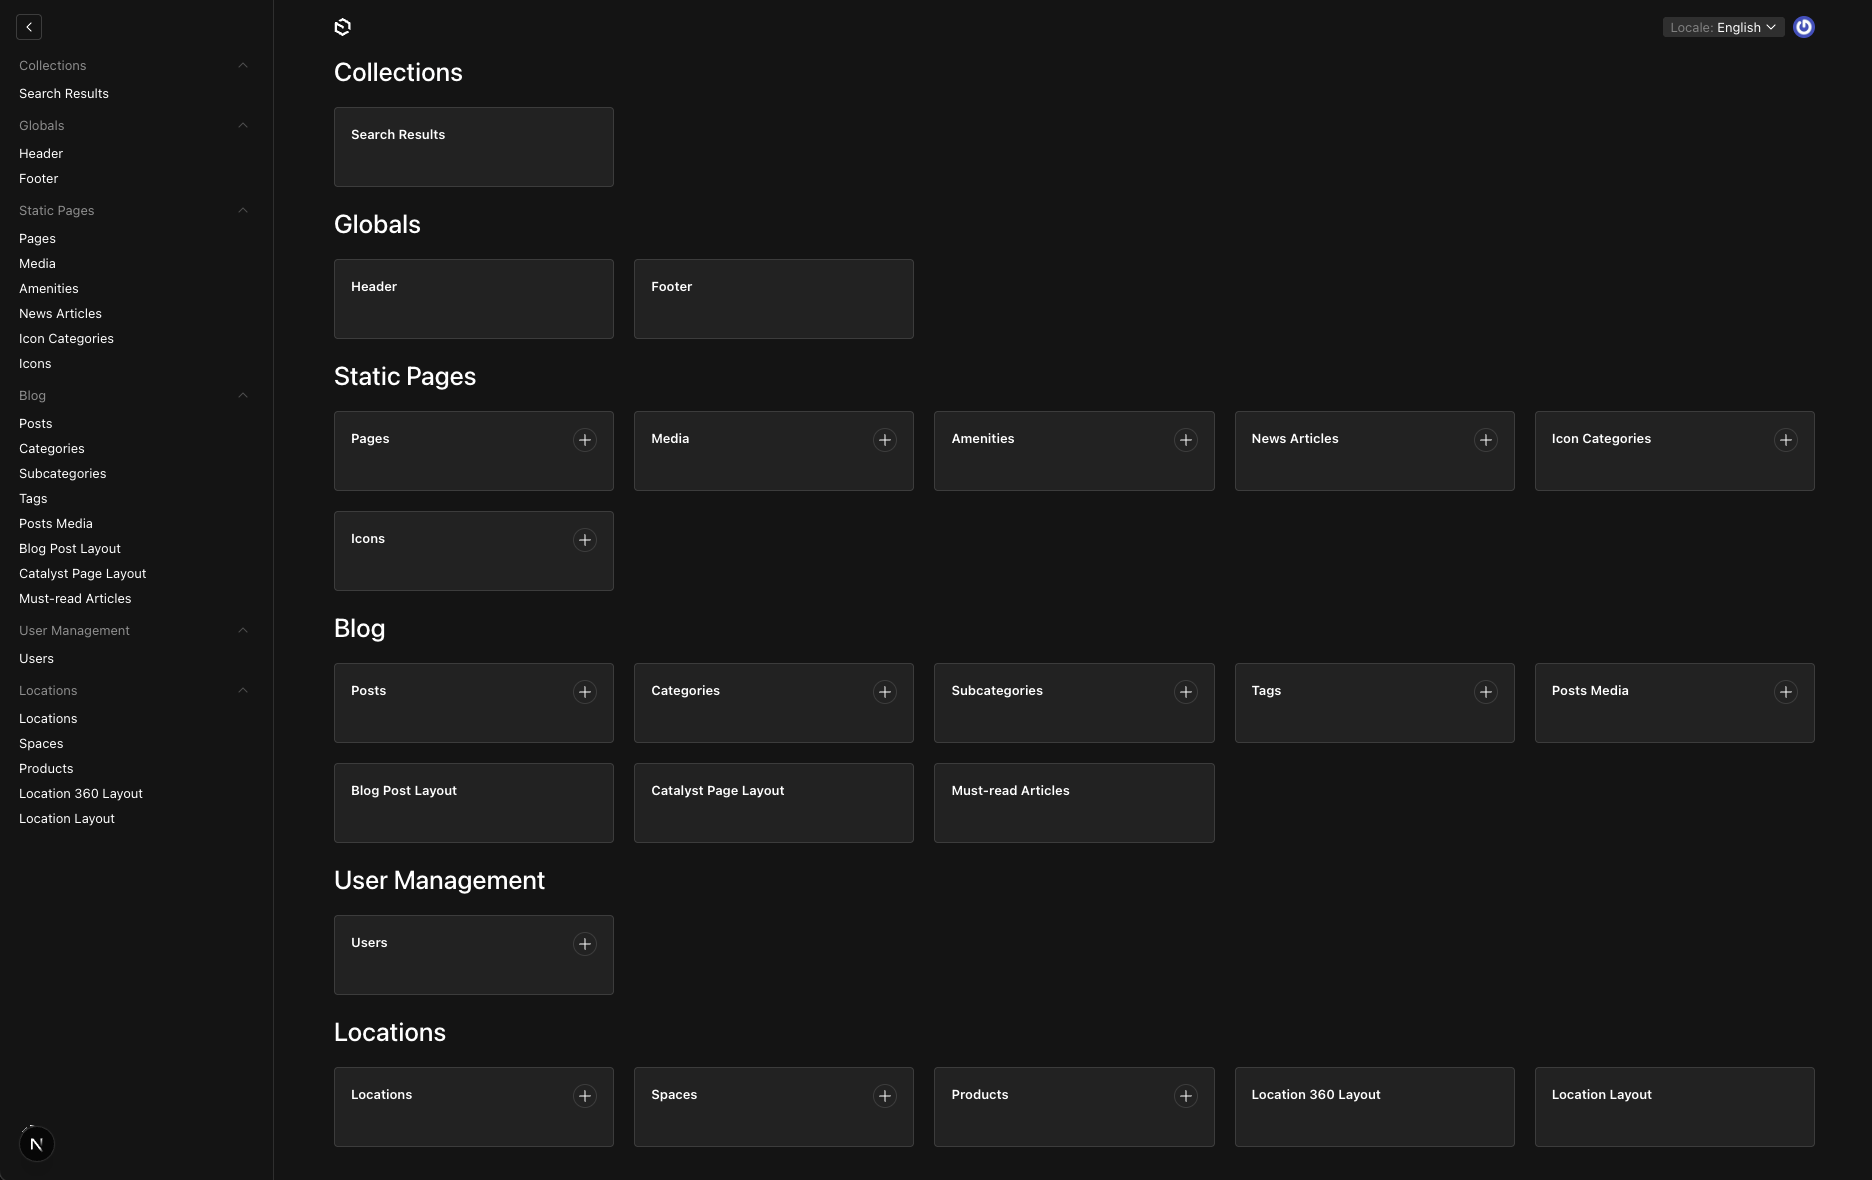 Collections
Search Results
Globals
Header
Footer
Static Pages
Pages
Media
Amenities
News Articles
Icon Categories
Icons
Blog
Posts
Categories
Subcategories
Tags
Posts Media
Blog Post Layout
Catalyst Page Layout
Must-read Articles
User Management
Users
Locations
Locations
Spaces
Products
Location 360 Layout
Location Layout
N
Locale: English
Collections
Search Results
Globals
Header Footer
Static Pages
Pages Media Amenities News Articles Icon Categories
Icons
Blog
Posts Categories Subcategories Tags Posts Media
Blog Post Layout Catalyst Page Layout Must-read Articles
User Management
Users
Locations
Locations Spaces Products Location 360 Layout Location Layout